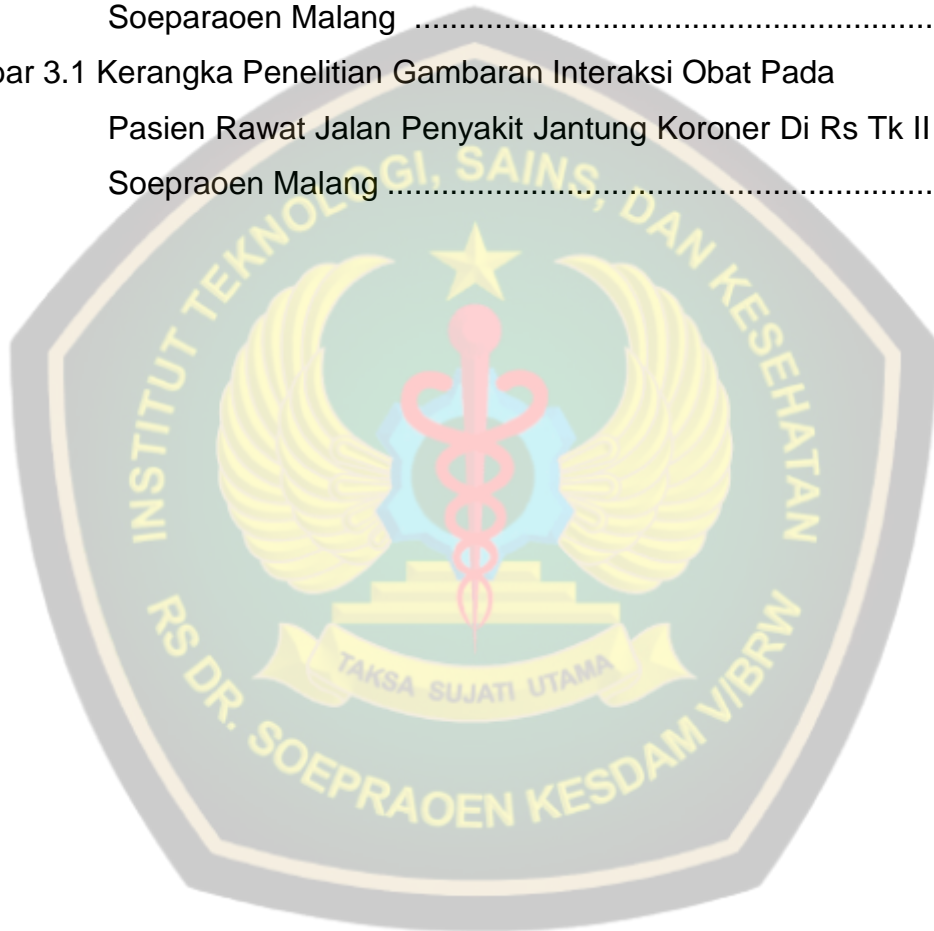 Soeparaoen Malang ............................................................
bar 3.1 Kerangka Penelitian Gambaran Interaksi Obat Pada
Pasien Rawat Jalan Penyakit Jantung Koroner Di Rs Tk II
Soepraoen Malang ...............................................................
INSTITUT TEKNOLOGI, SAINS, DAN KESEHATAN
TAKSA SUJATI UTAMA
RS DR. SOEPRAOEN KESDAM V/BRW